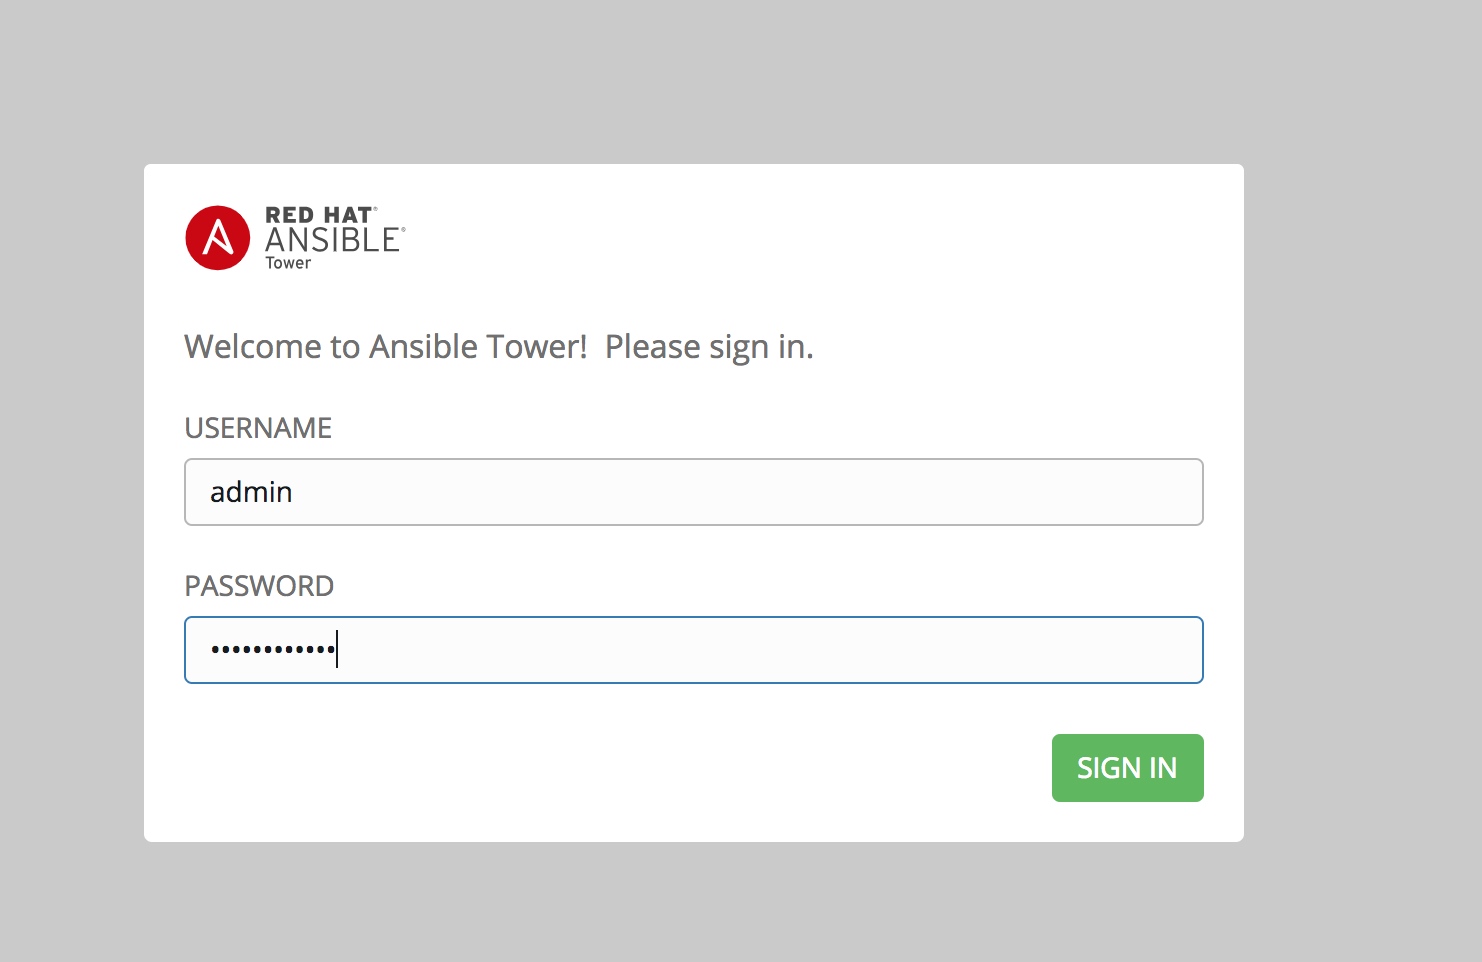 RED HAT®
ANSIBLE®
Tower
Welcome to Ansible Tower!  Please sign in.
USERNAME
admin
PASSWORD
••••••••••••
SIGN IN